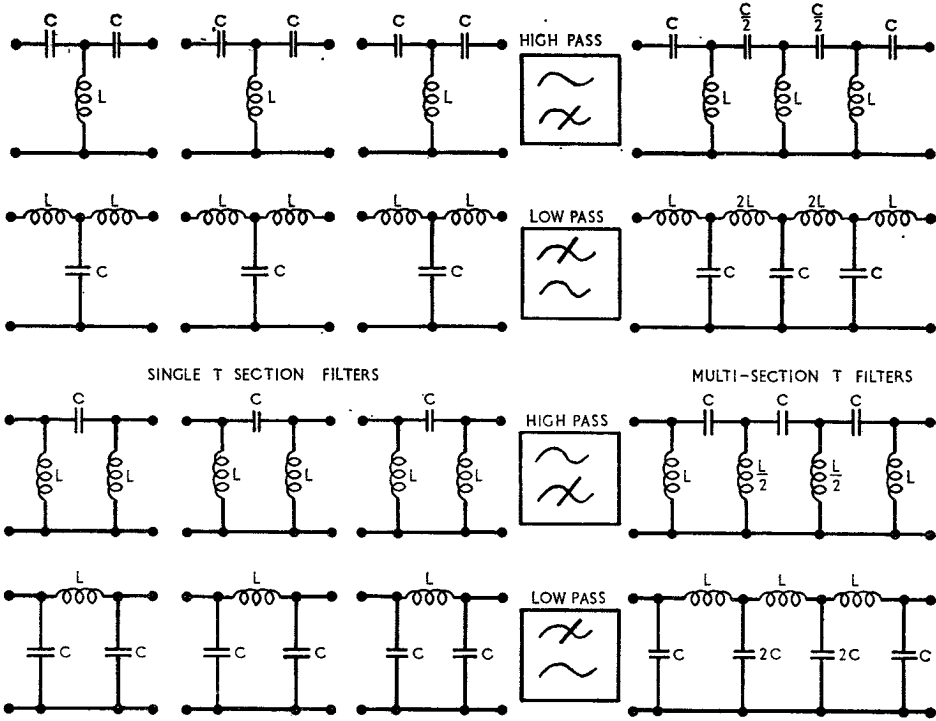 C C C C C C HIGH PASS C C/2 C/2 C
L L L L L L
L L L L L L LOW PASS L 2L 2L L
C C C C C C
SINGLE T SECTION FILTERS MULTI-SECTION T FILTERS
C C C HIGH PASS C C C
L L L L L L L L/2 L/2 L
L L L LOW PASS L L L
C C C C C C C 2C 2C C